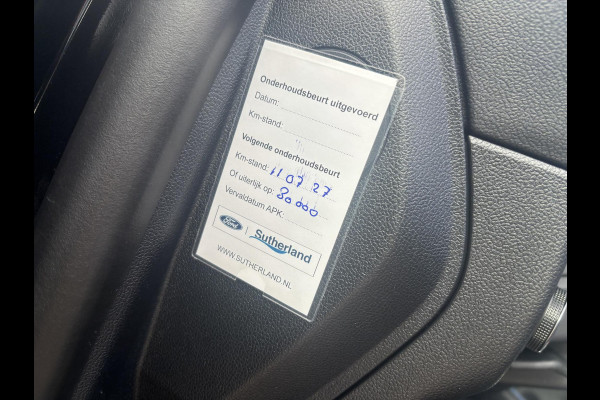 Onderhoudsbeurt uitgevoerd
Datum:
Km-stand:
Volgende onderhoudsbeurt
Km-stand: 11 07 27
Of uiterlijk op: 80 000
Vervaldatum APK:
Ford Sutherland
WWW.SUTHERLAND.NL